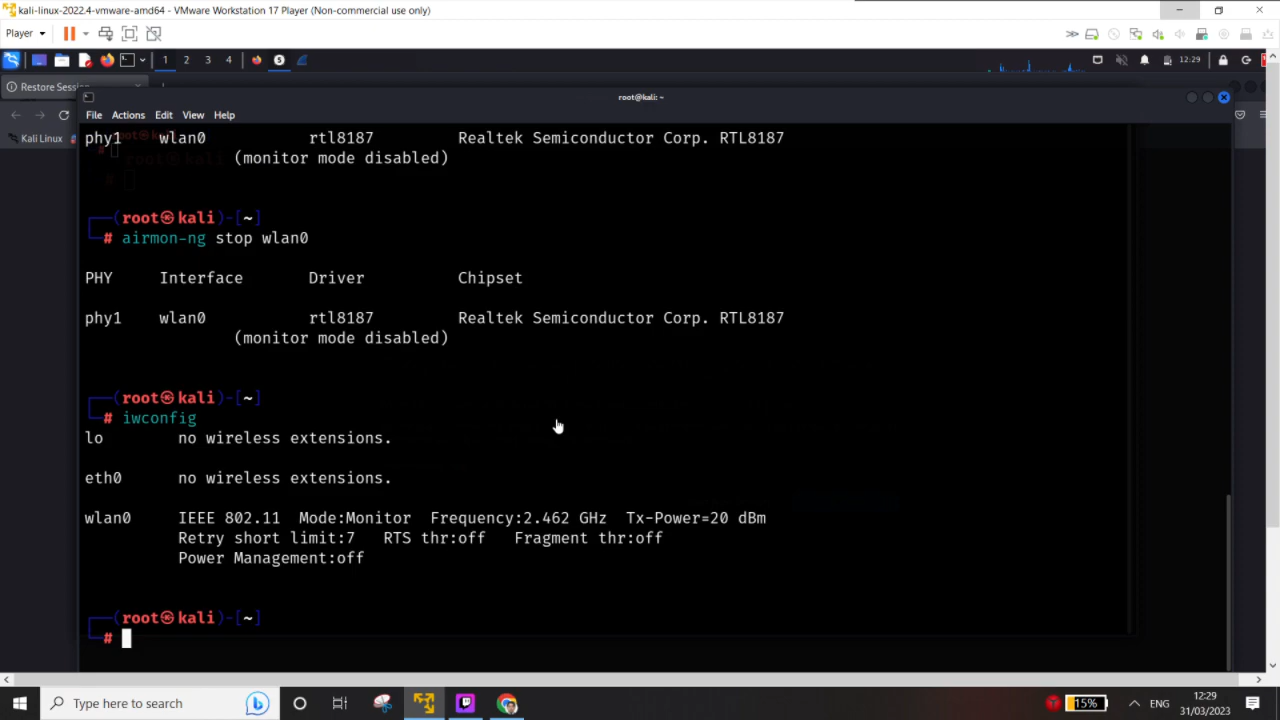 kali-linux-2022.4-vmware-amd64 - VMware Workstation 17 Player (Non-commercial use only)
Player
1 2 3 4
12:29
Restore Session
Kali Linux
root@kali: ~
File Actions Edit View Help
phy1 wlan0 rtl8187 Realtek Semiconductor Corp. RTL8187
(monitor mode disabled)
┌──(root㉿kali)-[~]
└─# airmon-ng stop wlan0
PHY Interface Driver Chipset
phy1 wlan0 rtl8187 Realtek Semiconductor Corp. RTL8187
(monitor mode disabled)
┌──(root㉿kali)-[~]
└─# iwconfig
lo no wireless extensions.
eth0 no wireless extensions.
wlan0 IEEE 802.11 Mode:Monitor Frequency:2.462 GHz Tx-Power=20 dBm
Retry short limit:7 RTS thr:off Fragment thr:off
Power Management:off
┌──(root㉿kali)-[~]
└─#
Type here to search
15%
ENG
12:29
31/03/2023